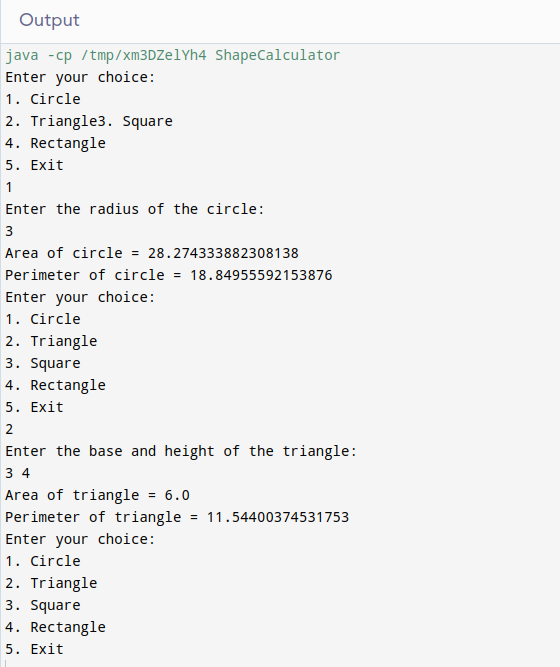 Output
java -cp /tmp/xm3DZelYh4 ShapeCalculator
Enter your choice:
1. Circle
2. Triangle3. Square
4. Rectangle
5. Exit
1
Enter the radius of the circle:
3
Area of circle = 28.274333882308138
Perimeter of circle = 18.84955592153876
Enter your choice:
1. Circle
2. Triangle
3. Square
4. Rectangle
5. Exit
2
Enter the base and height of the triangle:
3 4
Area of triangle = 6.0
Perimeter of triangle = 11.54400374531753
Enter your choice:
1. Circle
2. Triangle
3. Square
4. Rectangle
5. Exit